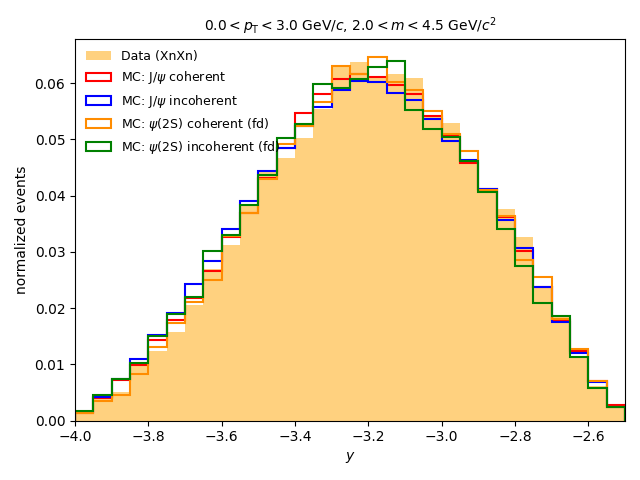 0.0 < p_T < 3.0 GeV/c, 2.0 < m < 4.5 GeV/c²
Data (XnXn)
MC: J/ψ coherent
MC: J/ψ incoherent
MC: ψ(2S) coherent (fd)
MC: ψ(2S) incoherent (fd)
normalized events
0.06
0.05
0.04
0.03
0.02
0.01
0.00
−4.0 −3.8 −3.6 −3.4 −3.2 −3.0 −2.8 −2.6
y